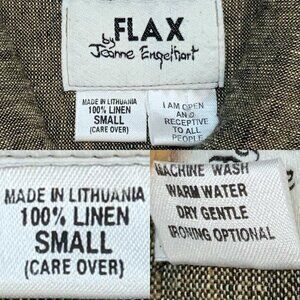 FLAX
by
Joanne Engelhart
MADE IN LITHUANIA
100% LINEN
SMALL
(CARE OVER)
I AM OPEN
AND
RECEPTIVE
TO ALL
PEOPLE
MADE IN LITHUANIA
100% LINEN
SMALL
(CARE OVER)
MACHINE WASH
WARM WATER
DRY GENTLE
IRONING OPTIONAL